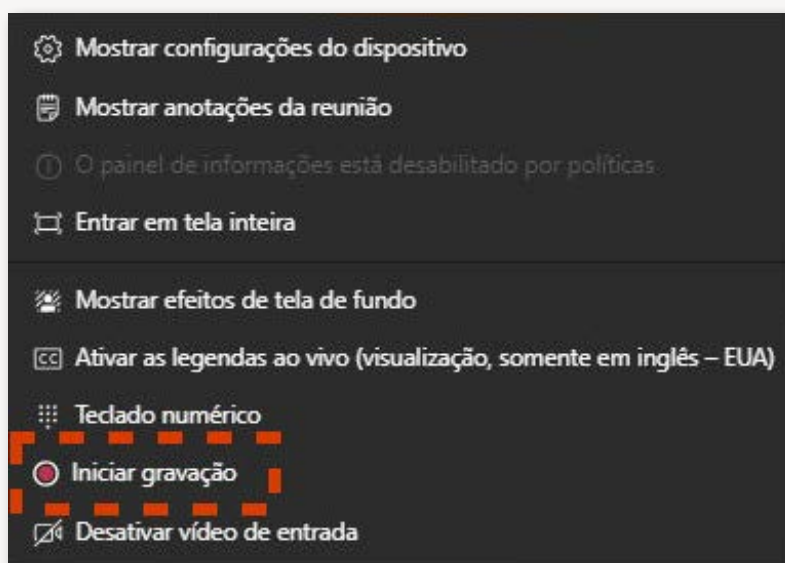 Mostrar configurações do dispositivo
Mostrar anotações da reunião
O painel de informações está desabilitado por políticas
Entrar em tela inteira
Mostrar efeitos de tela de fundo
CC Ativar as legendas ao vivo (visualização, somente em inglês – EUA)
Teclado numérico
Iniciar gravação
Desativar vídeo de entrada